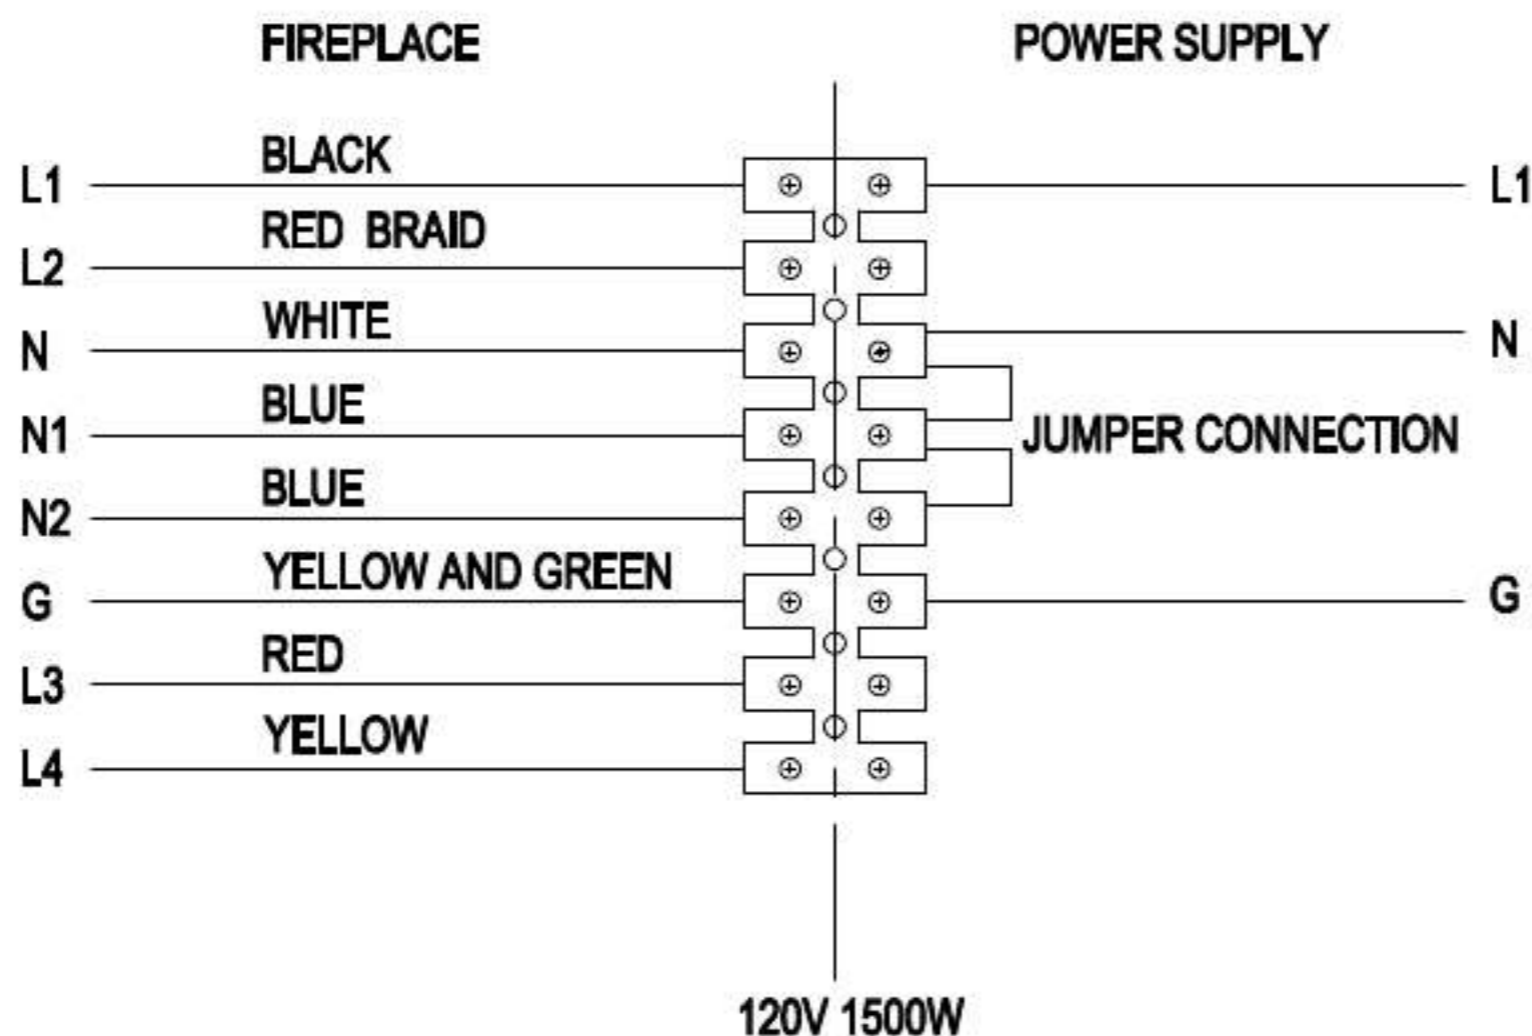 FIREPLACE POWER SUPPLY
BLACK
L1 L1
RED BRAID
L2
WHITE
N N
BLUE
N1 JUMPER CONNECTION
BLUE
N2
YELLOW AND GREEN
G G
RED
L3
YELLOW
L4
120V 1500W